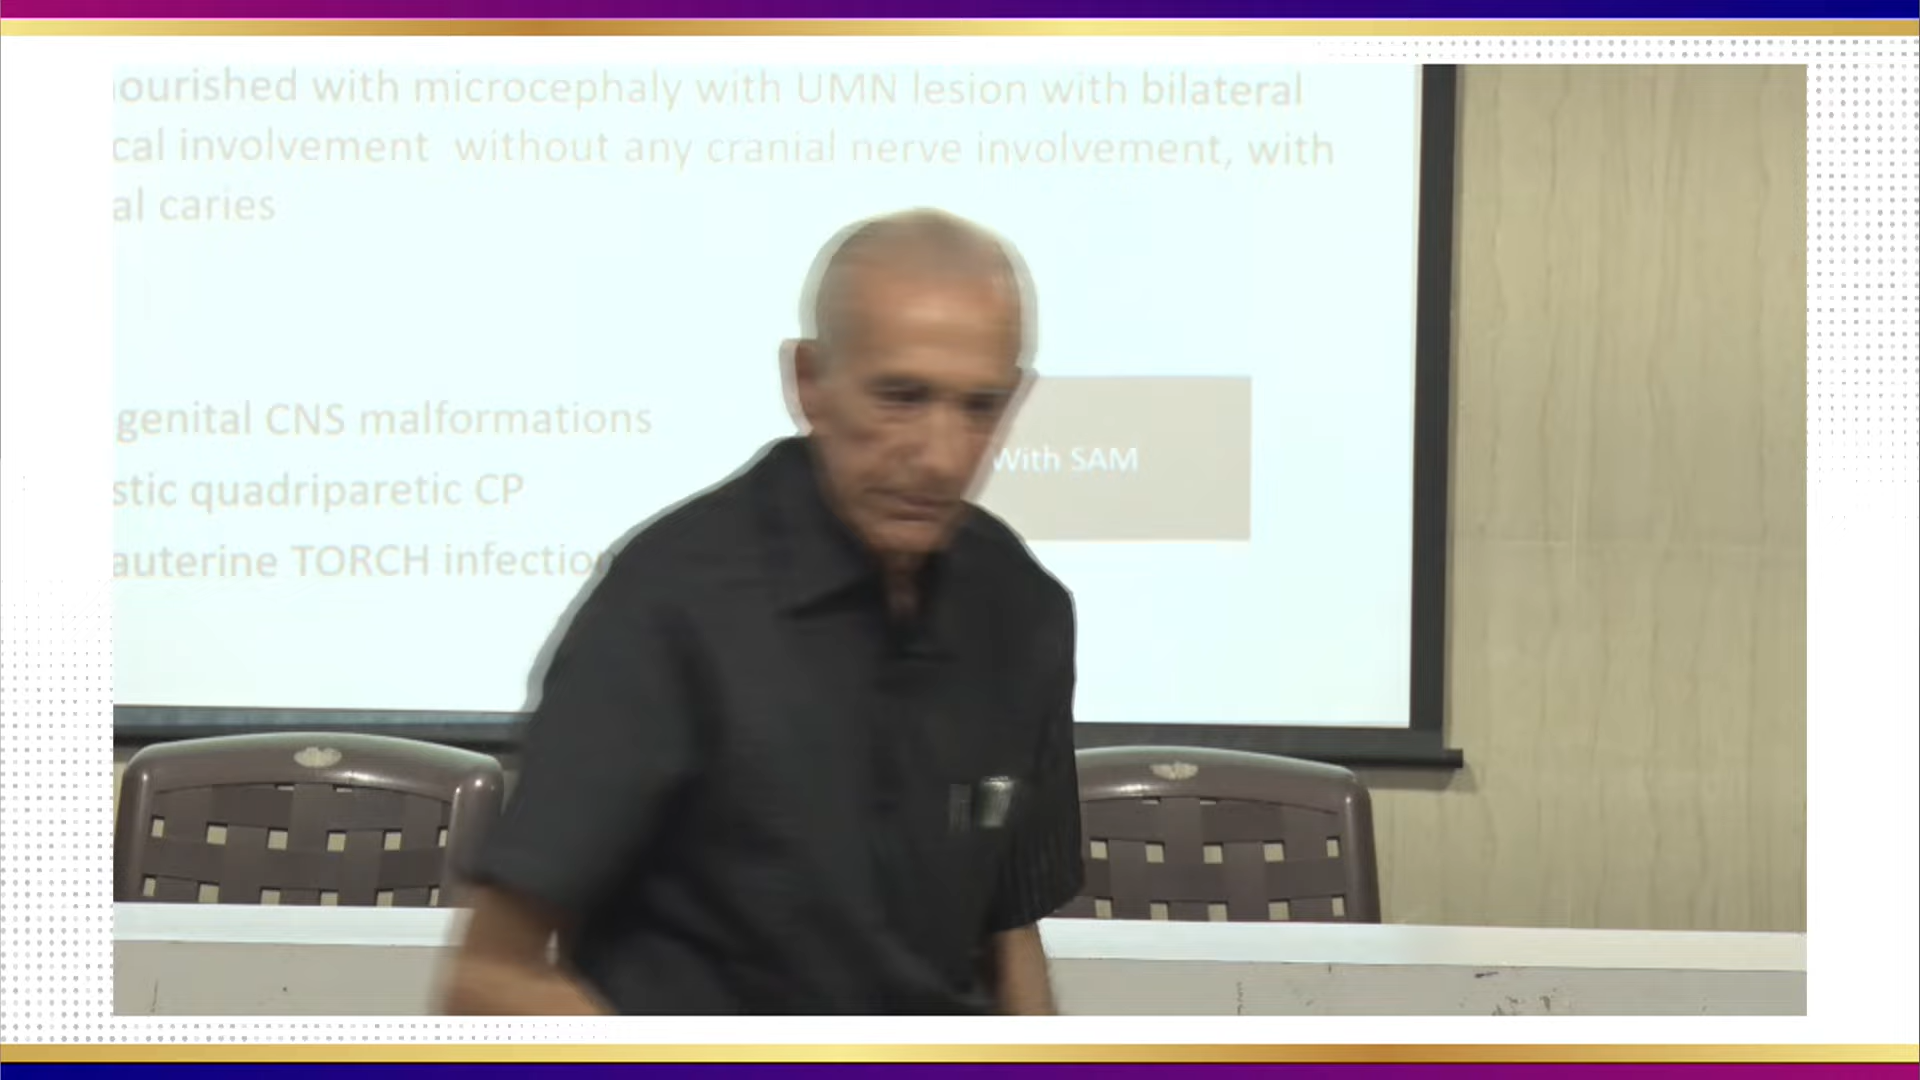 ourished with microcephaly with UMN lesion with bilateral
cal involvement without any cranial nerve involvement, with
al caries
genital CNS malformations
With SAM
stic quadriparetic CP
auterine TORCH infection